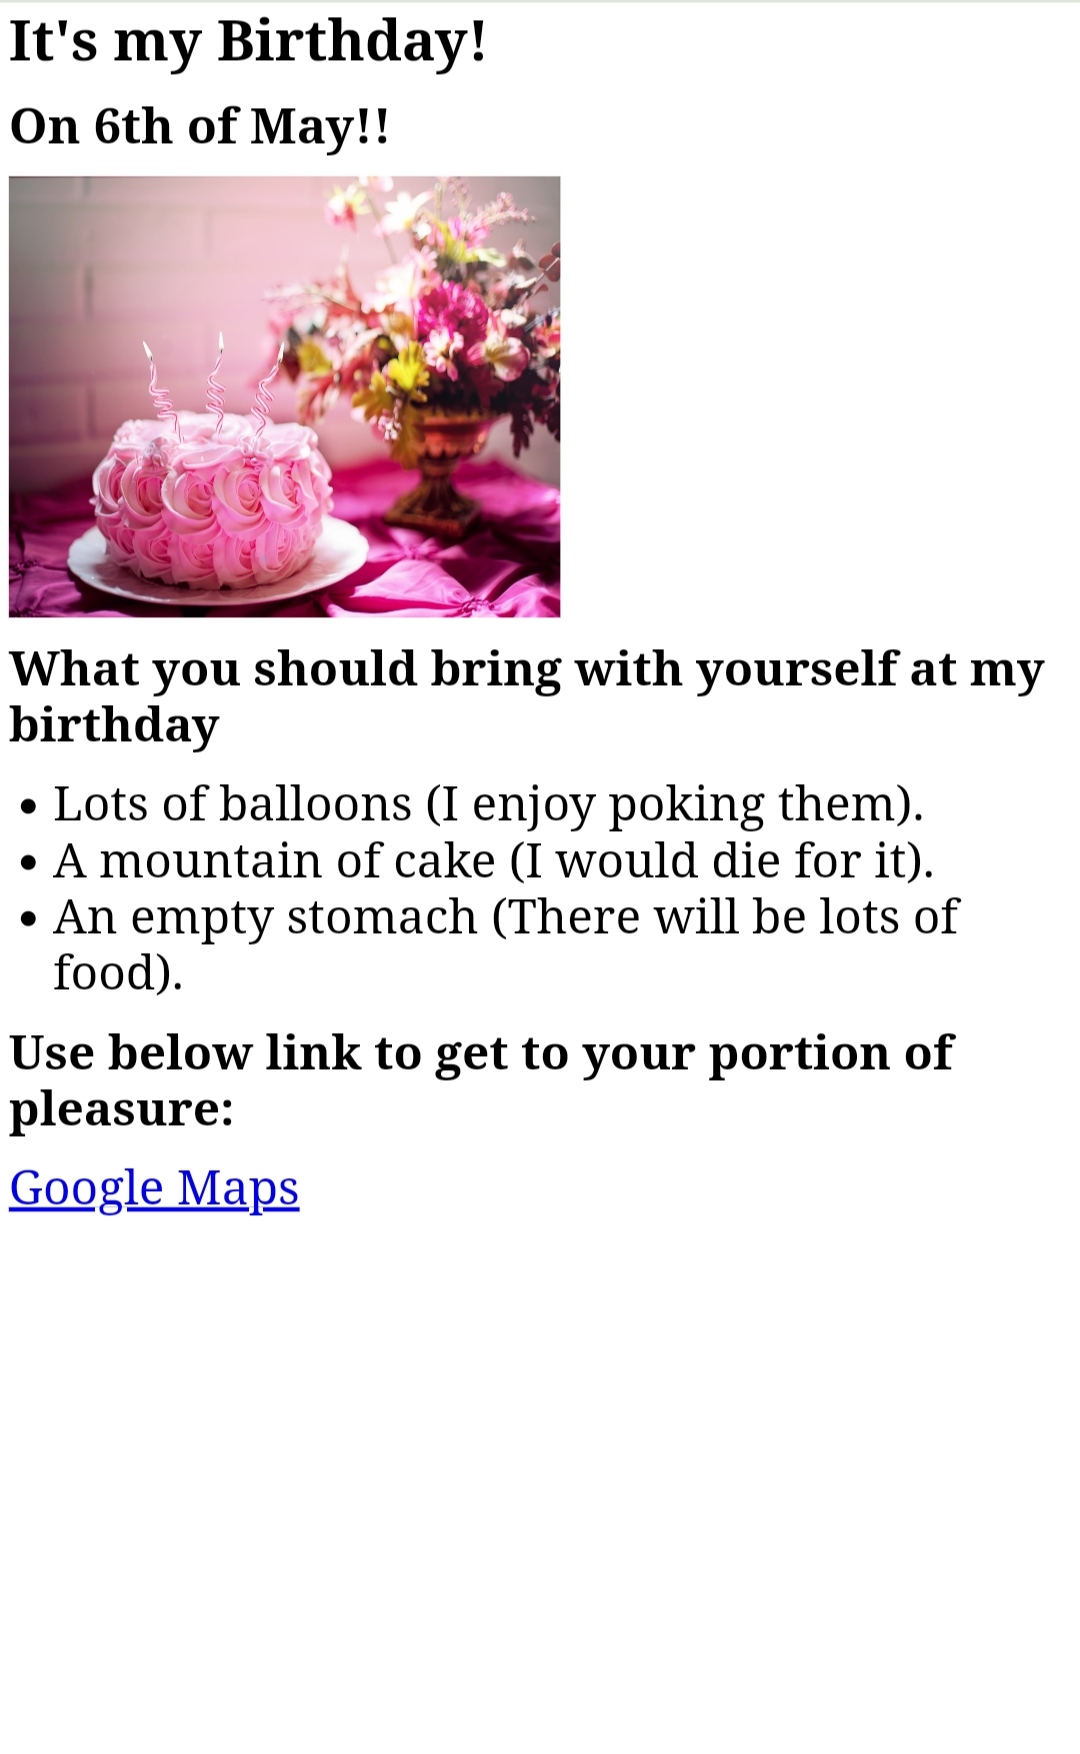 It's my Birthday!
On 6th of May!!
What you should bring with yourself at my
birthday
• Lots of balloons (I enjoy poking them).
• A mountain of cake (I would die for it).
• An empty stomach (There will be lots of
food).
Use below link to get to your portion of
pleasure:
Google Maps